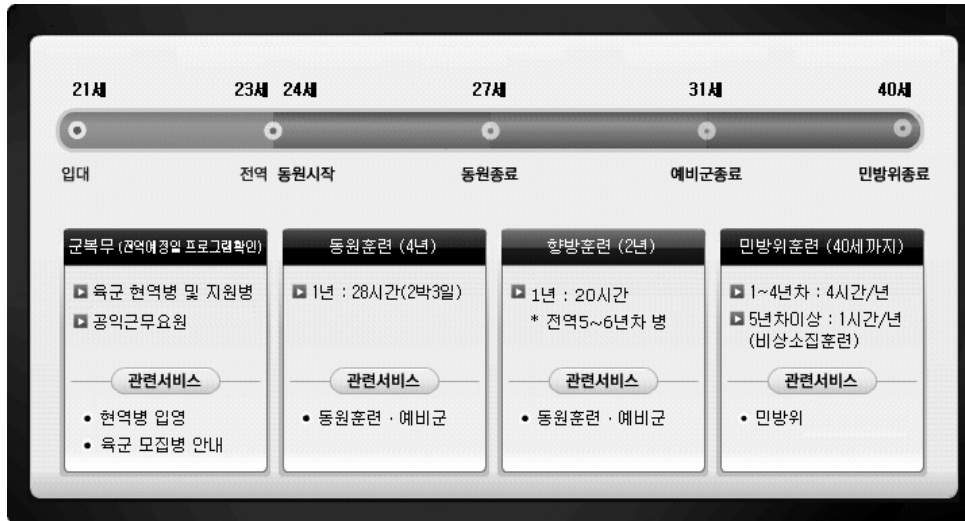 21세 23세 24세 27세 31세 40세
입대 전역 동원시작 동원종료 예비군종료 민방위종료
군복무 (전역예정일 프로그램확인)
육군 현역병 및 지원병
공익근무요원
관련서비스
• 현역병 입영
• 육군 모집병 안내
동원훈련 (4년)
1년 : 28시간(2박3일)
관련서비스
• 동원훈련 · 예비군
향방훈련 (2년)
1년 : 20시간
* 전역5~6년차 병
관련서비스
• 동원훈련 · 예비군
민방위훈련 (40세까지)
1~4년차 : 4시간/년
5년차이상 : 1시간/년
(비상소집훈련)
관련서비스
• 민방위